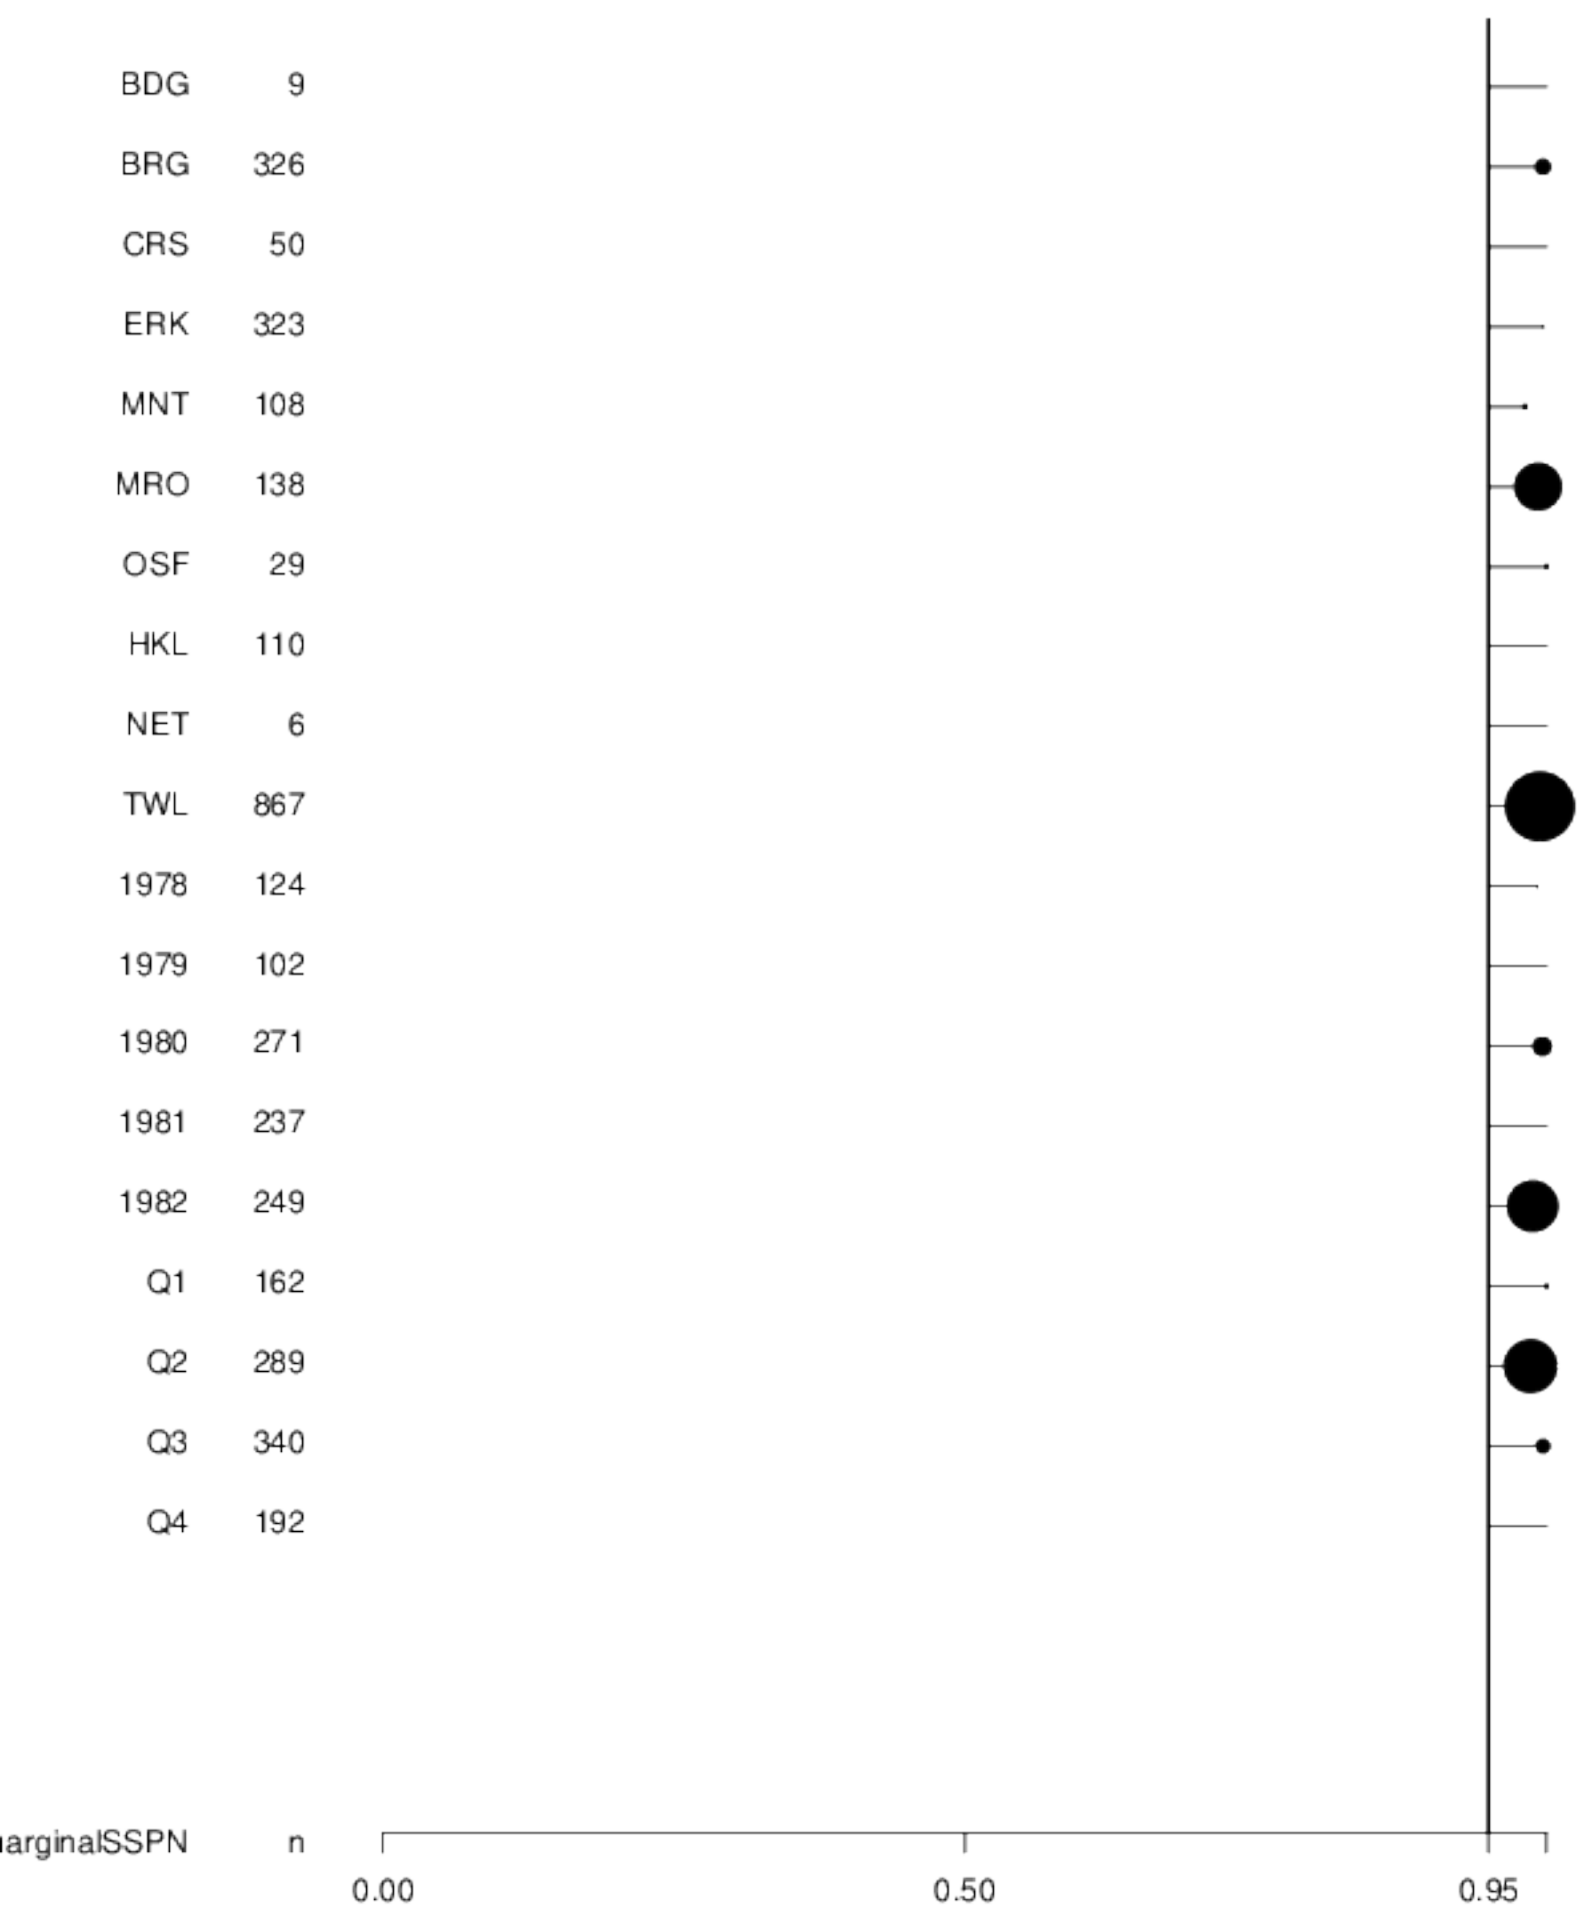 BDG 9
BRG 326
CRS 50
ERK 323
MNT 108
MRO 138
OSF 29
HKL 110
NET 6
TWL 867
1978 124
1979 102
1980 271
1981 237
1982 249
Q1 162
Q2 289
Q3 340
Q4 192
arginalSSPN n
0.00 0.50 0.95